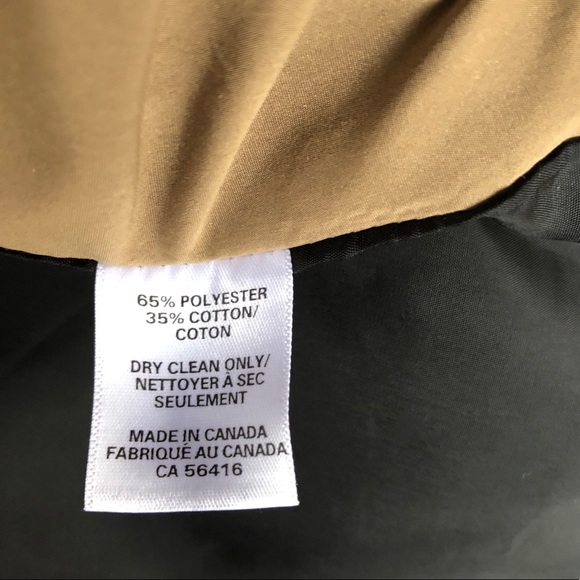 65% POLYESTER
35% COTTON/
COTON
DRY CLEAN ONLY/
NETTOYER À SEC
SEULEMENT
MADE IN CANADA
FABRIQUÉ AU CANADA
CA 56416